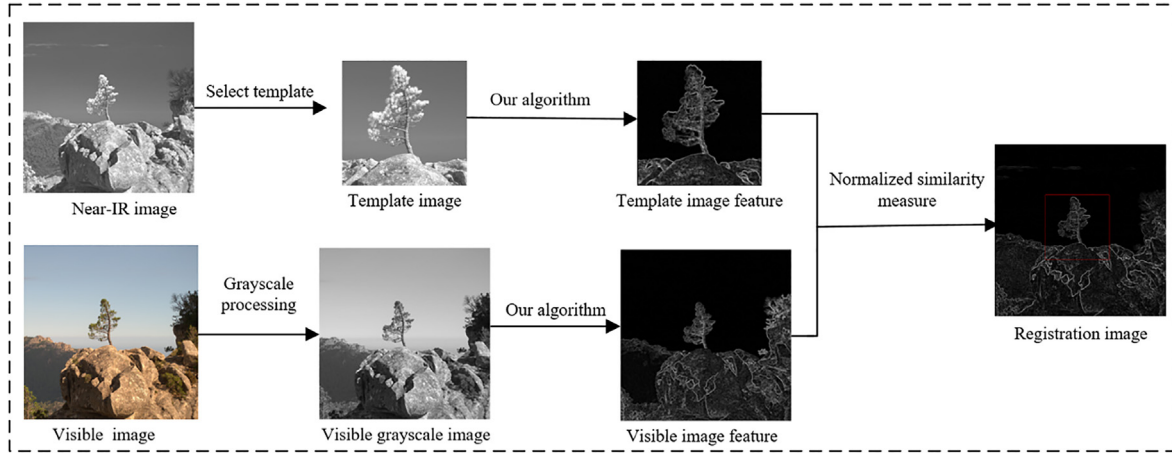 Select template
Our algorithm
Near-IR image
Template image
Template image feature
Normalized similarity
measure
Grayscale
processing
Our algorithm
Registration image
Visible image
Visible grayscale image
Visible image feature